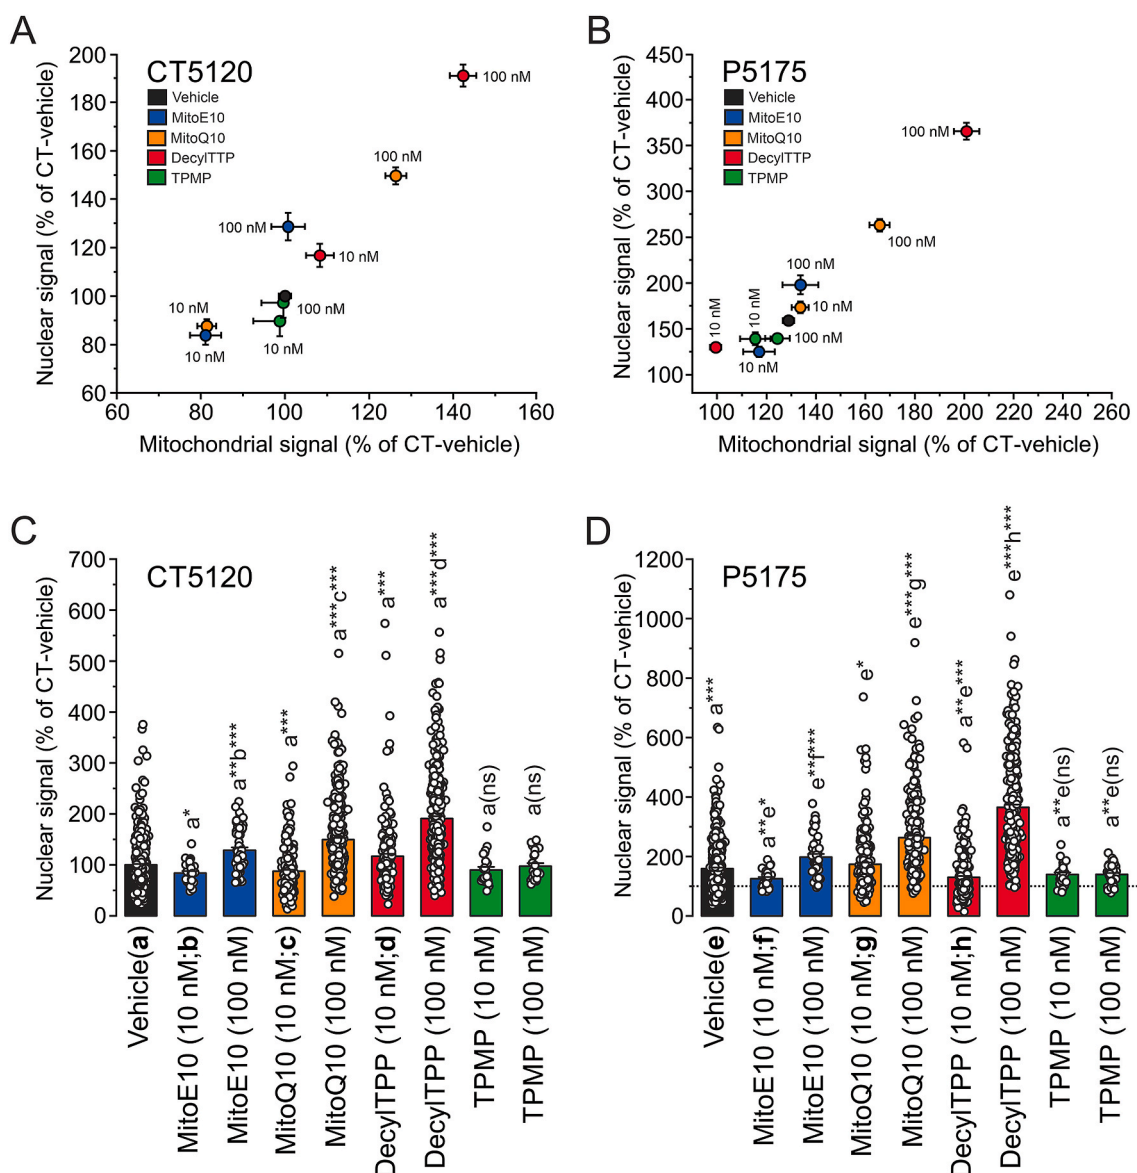 A
CT5120
Vehicle
MitoE10
MitoQ10
DecylTTP
TPMP
Nuclear signal (% of CT-vehicle)
200
180
160
140
120
100
80
60
100 nM
100 nM
100 nM
10 nM
10 nM
100 nM
10 nM
10 nM
60 80 100 120 140 160
Mitochondrial signal (% of CT-vehicle)
B
P5175
Vehicle
MitoE10
MitoQ10
DecylTTP
TPMP
Nuclear signal (% of CT-vehicle)
450
400
350
300
250
200
150
100
100 nM
100 nM
100 nM
10 nM
10 nM
10 nM
100 nM
10 nM
100 120 140 160 180 200 220 240 260
Mitochondrial signal (% of CT-vehicle)
C
CT5120
Nuclear signal (% of CT-vehicle)
700
600
500
400
300
200
100
0
a*
a**b***
a***
a***c***
a***
a***d***
a(ns)
a(ns)
Vehicle(a)
MitoE10 (10 nM;b)
MitoE10 (100 nM)
MitoQ10 (10 nM;c)
MitoQ10 (100 nM)
DecylTPP (10 nM;d)
DecylTPP (100 nM)
TPMP (10 nM)
TPMP (100 nM)
D
P5175
Nuclear signal (% of CT-vehicle)
1200
1000
800
600
400
200
0
a***
a**e*
e**f***
e*
e***g***
a**e***
e***h***
a**e(ns)
a**e(ns)
Vehicle(e)
MitoE10 (10 nM;f)
MitoE10 (100 nM)
MitoQ10 (10 nM;g)
MitoQ10 (100 nM)
DecylTPP (10 nM;h)
DecylTPP (100 nM)
TPMP (10 nM)
TPMP (100 nM)